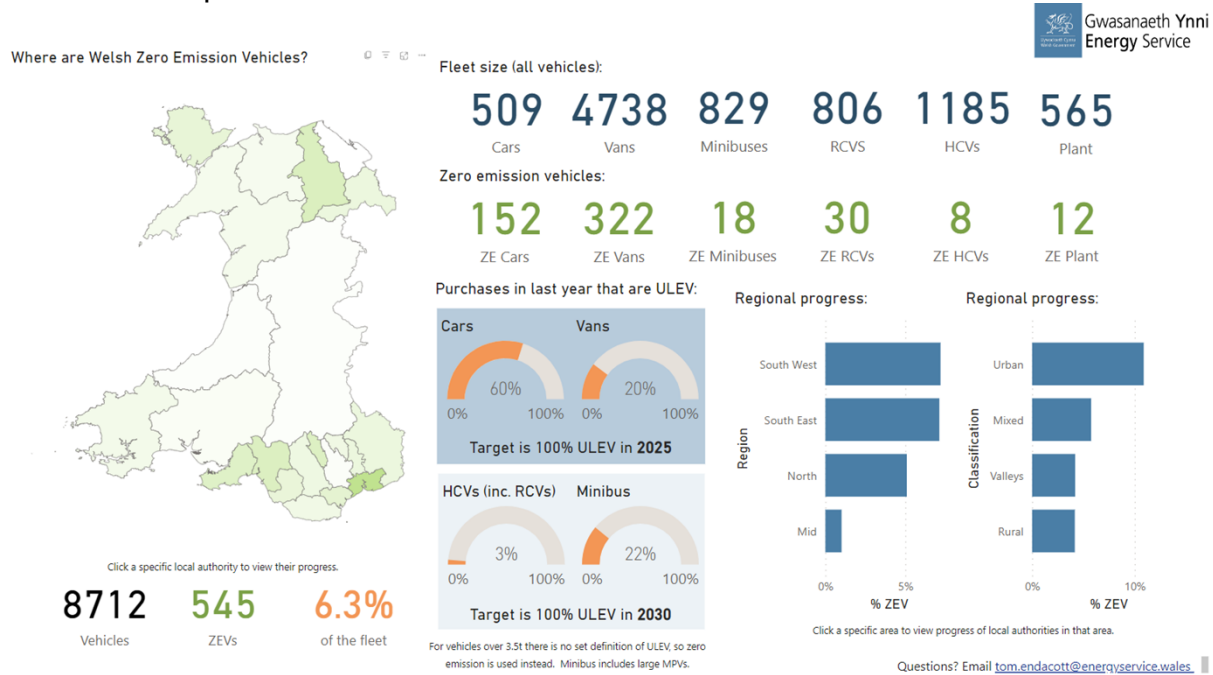 Gwasanaeth Ynni
Energy Service
Where are Welsh Zero Emission Vehicles?
Fleet size (all vehicles):
509 4738 829 806 1185 565
Cars Vans Minibuses RCVS HCVs Plant
Zero emission vehicles:
152 322 18 30 8 12
ZE Cars ZE Vans ZE Minibuses ZE RCVs ZE HCVs ZE Plant
Purchases in last year that are ULEV:
Cars Vans
60% 20%
0% 100% 0% 100%
Target is 100% ULEV in 2025
HCVs (inc. RCVs) Minibus
3% 22%
0% 100% 0% 100%
Target is 100% ULEV in 2030
For vehicles over 3.5t there is no set definition of ULEV, so zero
emission is used instead. Minibus includes large MPVs.
Regional progress:
Region
South West
South East
North
Mid
0% 5%
% ZEV
Regional progress:
Classification
Urban
Mixed
Valleys
Rural
0% 10%
% ZEV
Click a specific area to view progress of local authorities in that area.
Click a specific local authority to view their progress.
8712 545 6.3%
Vehicles ZEVs of the fleet
Questions? Email tom.endacott@energyservice.wales